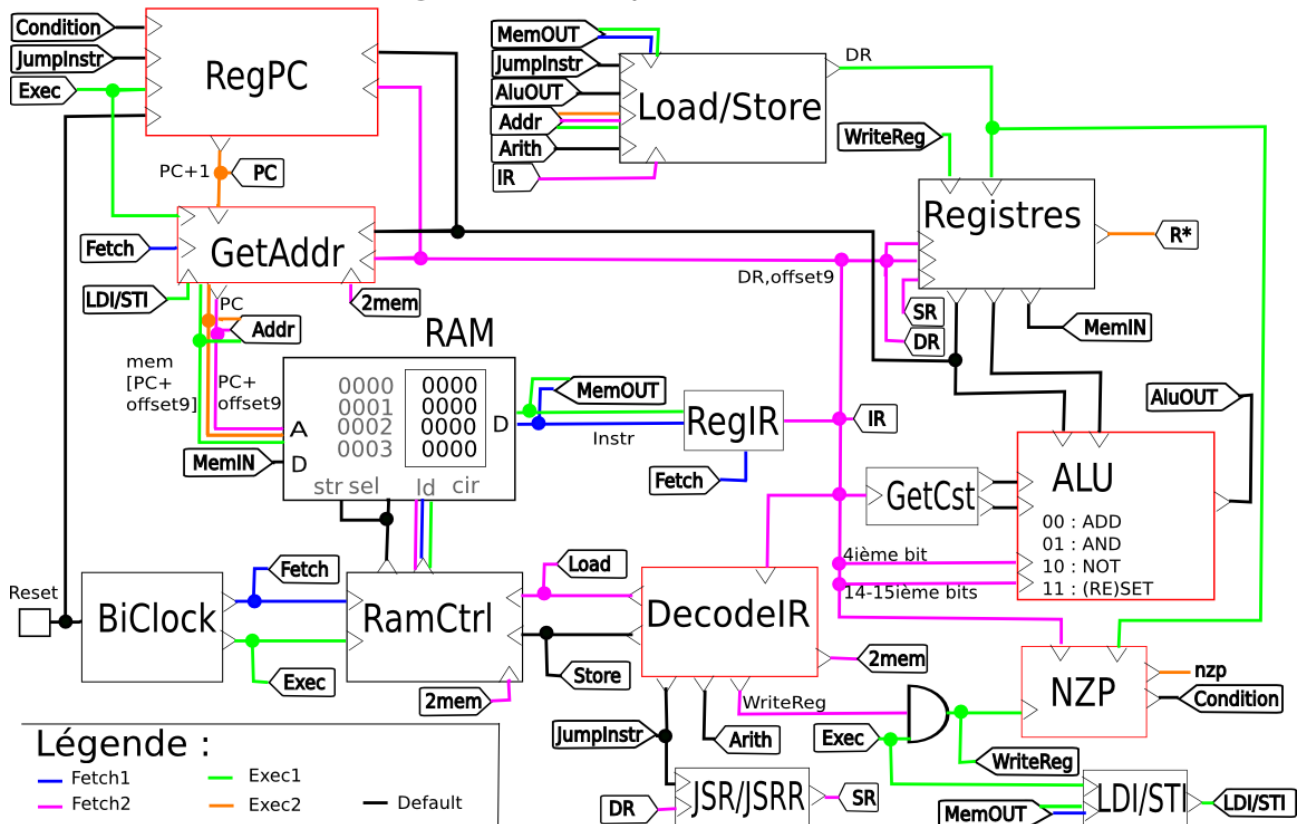 Condition
JumpInstr
Exec
RegPC
PC+1
PC
MemOUT
JumpInstr
AluOUT
Addr
Arith
IR
Load/Store
DR
WriteReg
Registres
R*
Fetch
GetAddr
LDI/STI
2mem
DR,offset9
SR
DR
MemIN
PC
Addr
RAM
mem
[PC+
offset9]
PC+
offset9
0000 0000
0001 0000
0002 0000
0003 0000
A
D
D
MemIN
str sel ld cir
MemOUT
Instr
RegIR
IR
Fetch
AluOUT
GetCst
ALU
00 : ADD
01 : AND
10 : NOT
11 : (RE)SET
4ième bit
14-15ième bits
Reset
BiClock
Fetch
Exec
RamCtrl
Load
Store
2mem
DecodeIR
2mem
WriteReg
JumpInstr
Arith
Exec
WriteReg
NZP
nzp
Condition
DR
JSR/JSRR
SR
MemOUT
LDI/STI
LDI/STI
Légende :
Fetch1
Exec1
Fetch2
Exec2
Default